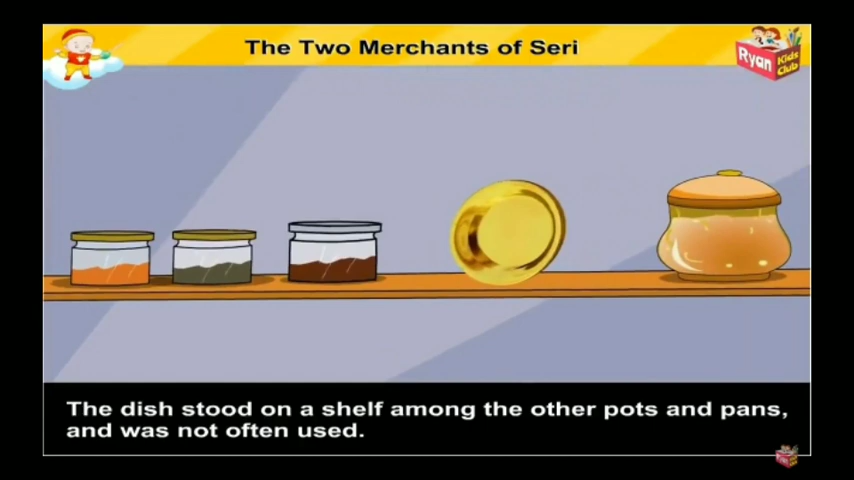 The Two Merchants of Seri
Ryan
Kids
Club
The dish stood on a shelf among the other pots and pans,
and was not often used.